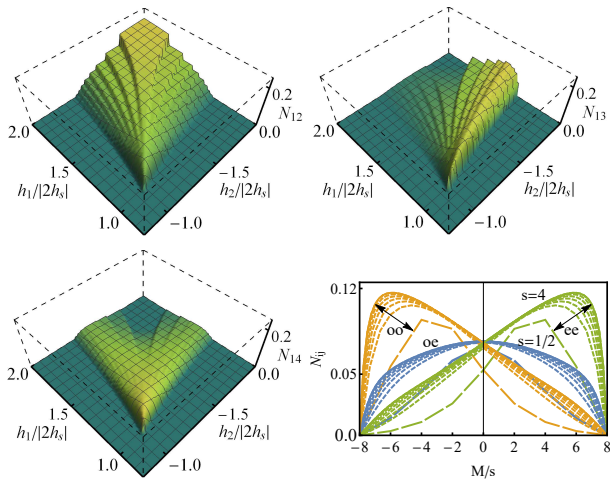 0.2
N₁₂
2.0
0.0
1.5
−1.5
h₁/|2hₛ|
h₂/|2hₛ|
1.0
−1.0
0.2
N₁₃
2.0
0.0
1.5
−1.5
h₁/|2hₛ|
h₂/|2hₛ|
1.0
−1.0
0.2
N₁₄
2.0
0.0
1.5
−1.5
h₁/|2hₛ|
h₂/|2hₛ|
1.0
−1.0
0.12
s=4
oo
oe
ee
s=1/2
Nᵢⱼ
0.05
0.0
−8 −6 −4 −2 0 2 4 6 8
M/s